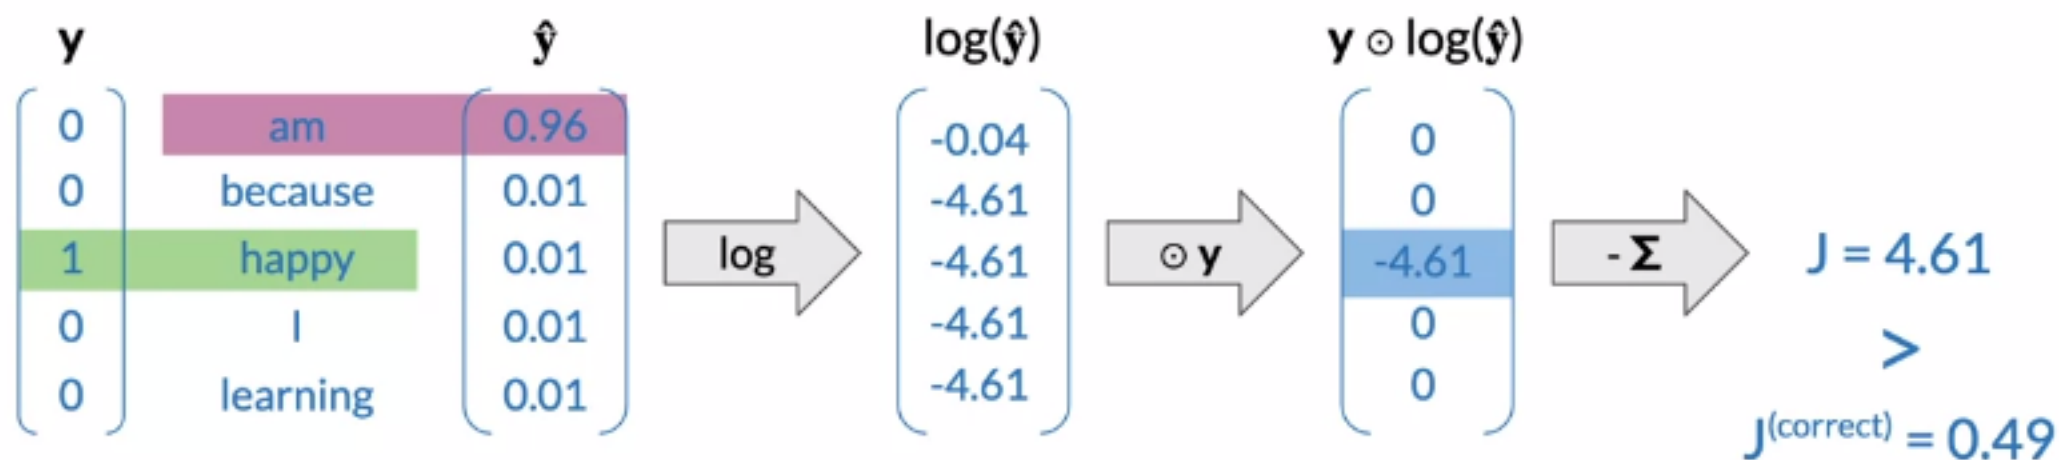 y ŷ log(ŷ) y ⊙ log(ŷ)
0 am 0.96 -0.04 0
0 because 0.01 -4.61 0
1 happy 0.01 log -4.61 ⊙ y -4.61 - Σ J = 4.61
0 I 0.01 -4.61 0 >
0 learning 0.01 -4.61 0
J(correct) = 0.49